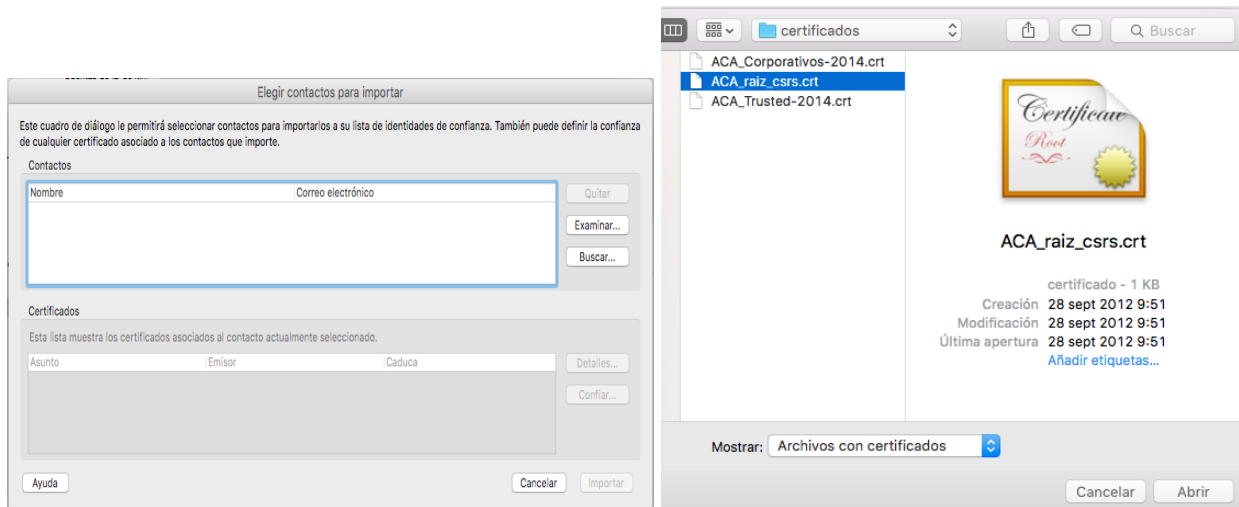 Elegir contactos para importar
Este cuadro de diálogo le permitirá seleccionar contactos para importarlos a su lista de identidades de confianza. También puede definir la confianza
de cualquier certificado asociado a los contactos que importe.
Contactos
Nombre Correo electrónico
Quitar
Examinar...
Buscar...
Certificados
Esta lista muestra los certificados asociados al contacto actualmente seleccionado.
Asunto Emisor Caduca
Detalles...
Confiar...
Ayuda Cancelar Importar
certificados Buscar
ACA_Corporativos-2014.crt
ACA_raiz_csrs.crt
ACA_Trusted-2014.crt
Certificate
Root
ACA_raiz_csrs.crt
certificado - 1 KB
Creación 28 sept 2012 9:51
Modificación 28 sept 2012 9:51
Última apertura 28 sept 2012 9:51
Añadir etiquetas...
Mostrar: Archivos con certificados
Cancelar Abrir